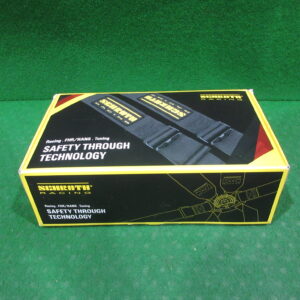 SCHROTH
RACING
Racing . FHR/HANS . Tuning
SAFETY THROUGH
TECHNOLOGY
SCHROTH
RACING
Racing . FHR/HANS . Tuning
SAFETY THROUGH
TECHNOLOGY